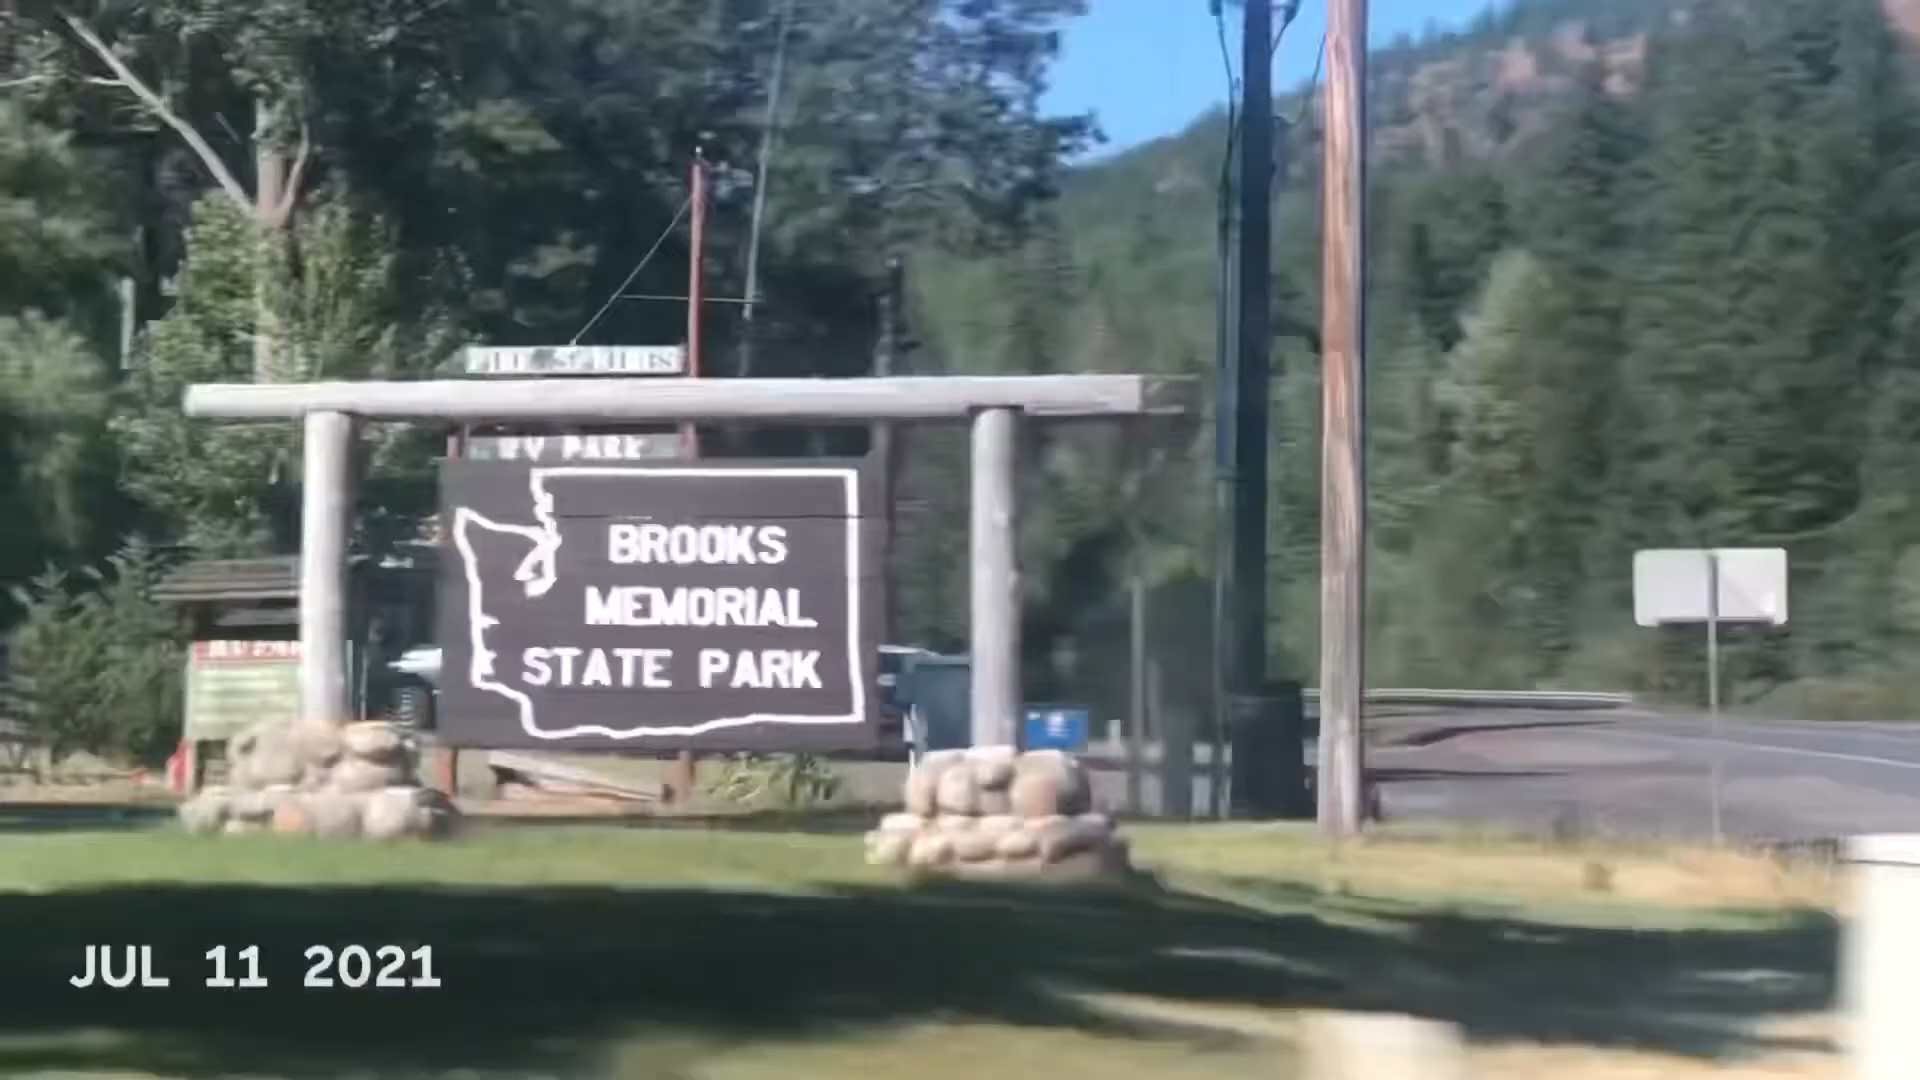 RV PARK
BROOKS
MEMORIAL
STATE PARK
JUL 11 2021